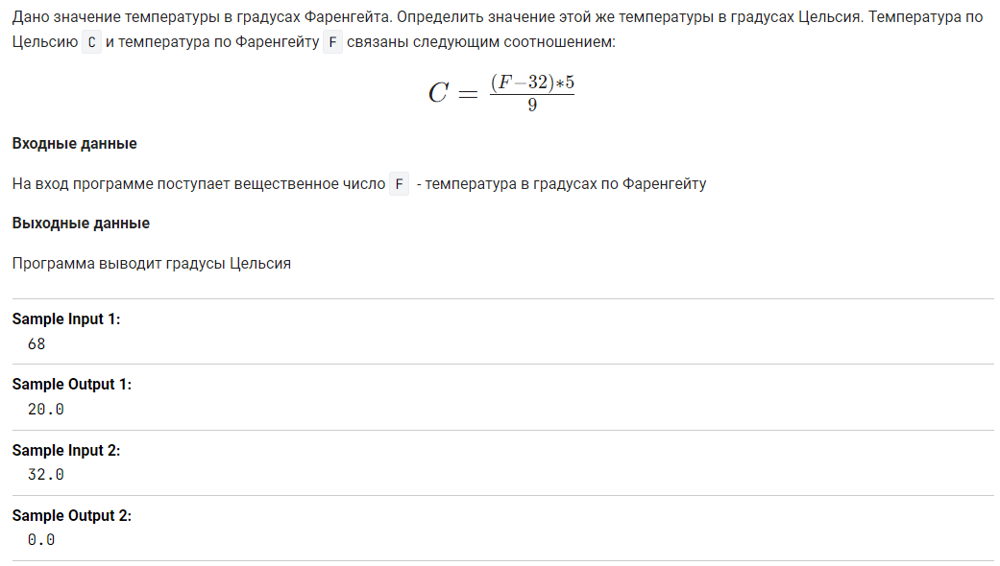 Дано значение температуры в градусах Фаренгейта. Определить значение этой же температуры в градусах Цельсия. Температура по
Цельсию C и температура по Фаренгейту F связаны следующим соотношением:
C = (F−32)∗5
9
Входные данные
На вход программе поступает вещественное число F - температура в градусах по Фаренгейту
Выходные данные
Программа выводит градусы Цельсия
Sample Input 1:
68
Sample Output 1:
20.0
Sample Input 2:
32.0
Sample Output 2:
0.0